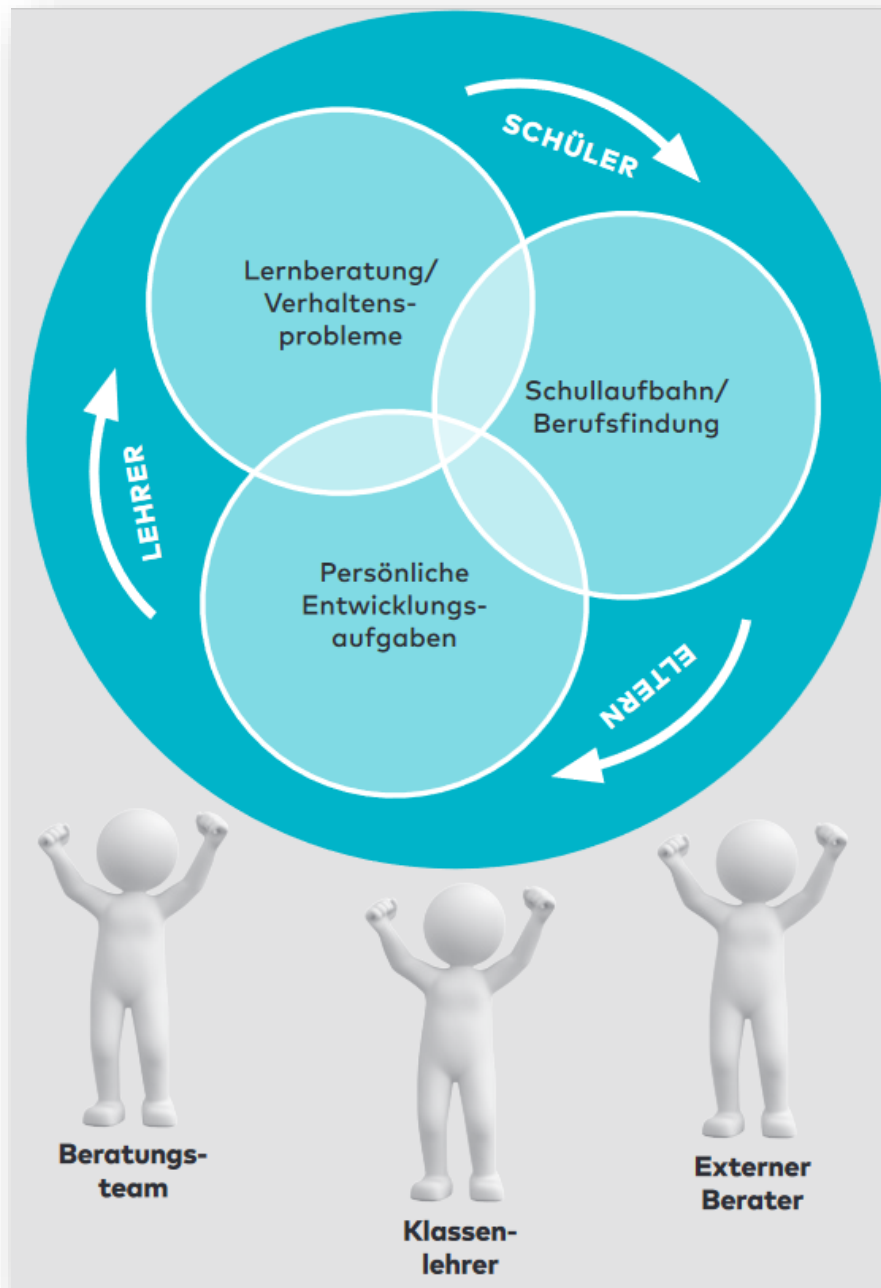 SCHÜLER
Lernberatung/
Verhaltens-
probleme
Schullaufbahn/
Berufsfindung
LEHRER
Persönliche
Entwicklungs-
aufgaben
ELTERN
Beratungs-
team
Klassen-
lehrer
Externer
Berater